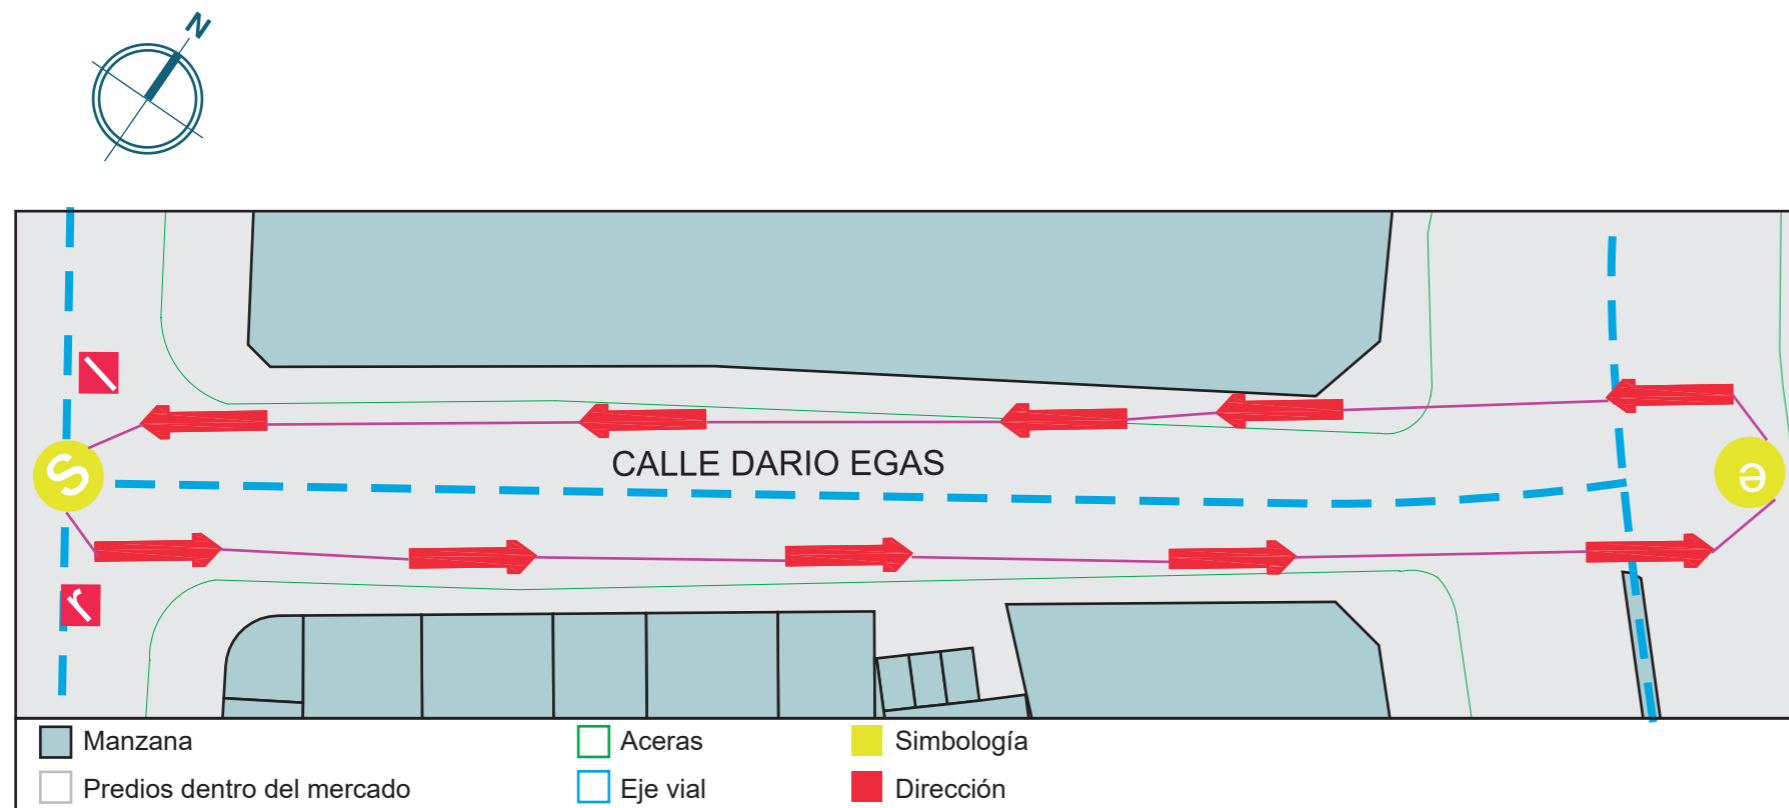 N
l
S
CALLE DARIO EGAS
e
r
Manzana
Aceras
Simbología
Predios dentro del mercado
Eje vial
Dirección